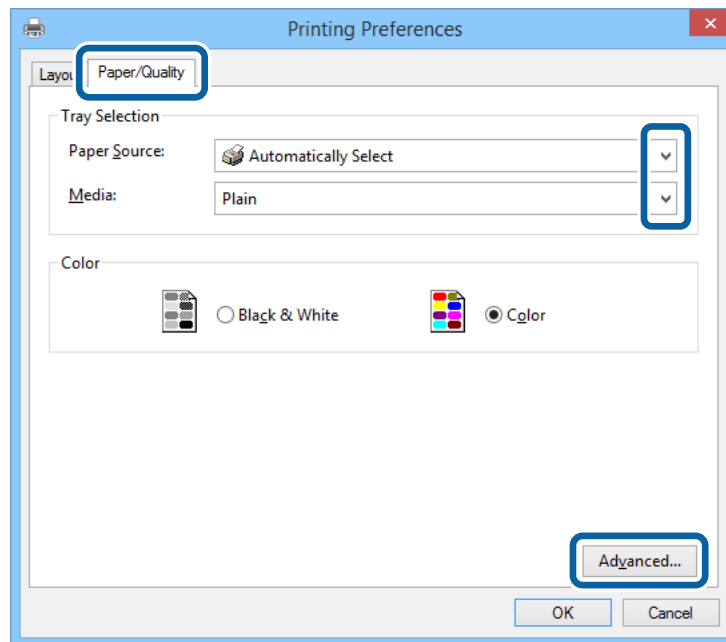 Printing Preferences
Paper/Quality
Tray Selection
Paper Source: Automatically Select
Media: Plain
Color
Black & White Color
Advanced...
OK Cancel